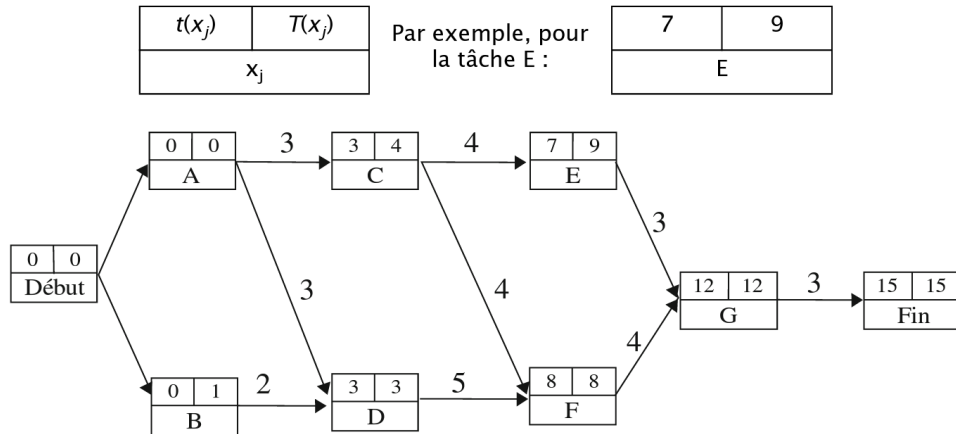 t(xj) T(xj)
xj
Par exemple, pour
la tâche E :
7 9
E
0 0
A
3
3 4
C
4
7 9
E
3
0 0
Début
3
4
12 12
G
3
15 15
Fin
4
0 1
B
2
3 3
D
5
8 8
F